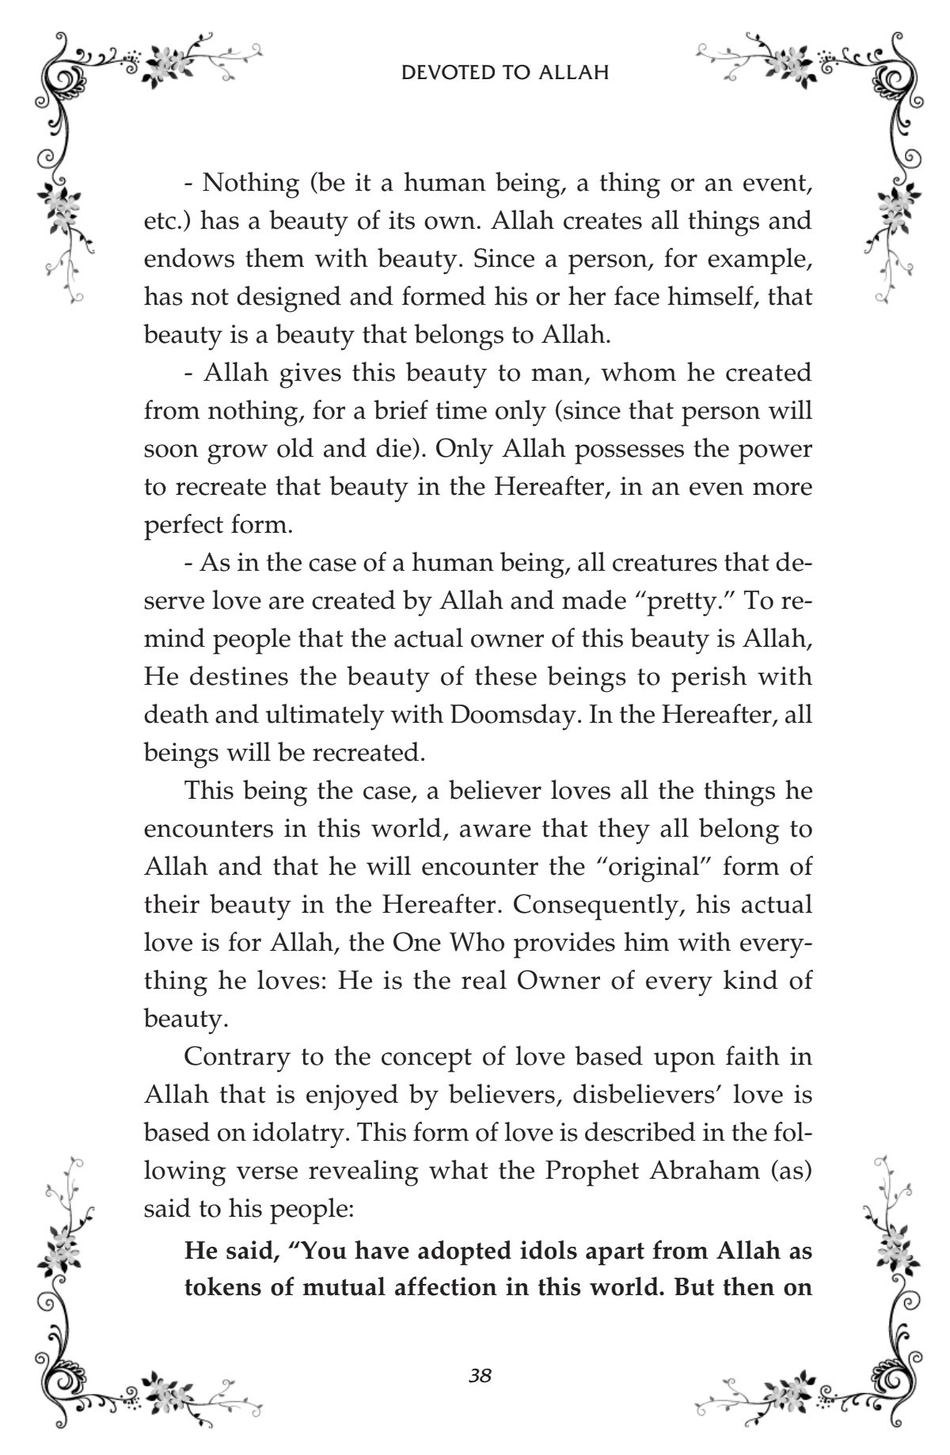 DEVOTED TO ALLAH
- Nothing (be it a human being, a thing or an event,
etc.) has a beauty of its own. Allah creates all things and
endows them with beauty. Since a person, for example,
has not designed and formed his or her face himself, that
beauty is a beauty that belongs to Allah.
- Allah gives this beauty to man, whom he created
from nothing, for a brief time only (since that person will
soon grow old and die). Only Allah possesses the power
to recreate that beauty in the Hereafter, in an even more
perfect form.
- As in the case of a human being, all creatures that de-
serve love are created by Allah and made “pretty.” To re-
mind people that the actual owner of this beauty is Allah,
He destines the beauty of these beings to perish with
death and ultimately with Doomsday. In the Hereafter, all
beings will be recreated.
This being the case, a believer loves all the things he
encounters in this world, aware that they all belong to
Allah and that he will encounter the “original” form of
their beauty in the Hereafter. Consequently, his actual
love is for Allah, the One Who provides him with every-
thing he loves: He is the real Owner of every kind of
beauty.
Contrary to the concept of love based upon faith in
Allah that is enjoyed by believers, disbelievers’ love is
based on idolatry. This form of love is described in the fol-
lowing verse revealing what the Prophet Abraham (as)
said to his people:
He said, “You have adopted idols apart from Allah as
tokens of mutual affection in this world. But then on
38